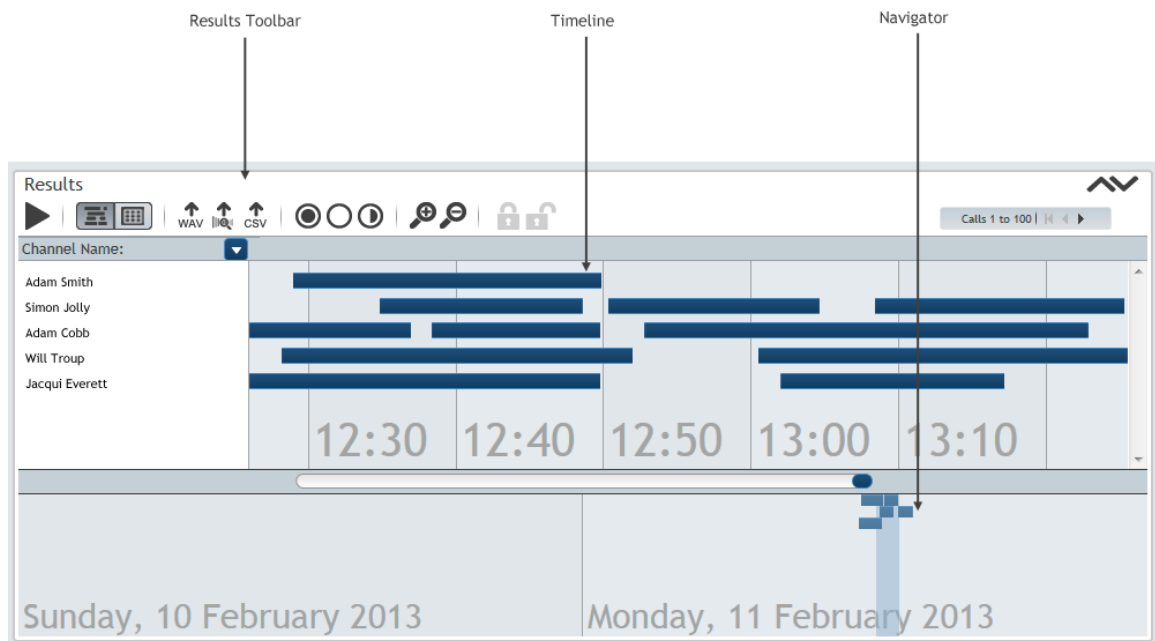 Results Toolbar
Timeline
Navigator
Results
WAV
CSV
Calls 1 to 100
Channel Name:
Adam Smith
Simon Jolly
Adam Cobb
Will Troup
Jacqui Everett
12:30 12:40 12:50 13:00 13:10
Sunday, 10 February 2013
Monday, 11 February 2013